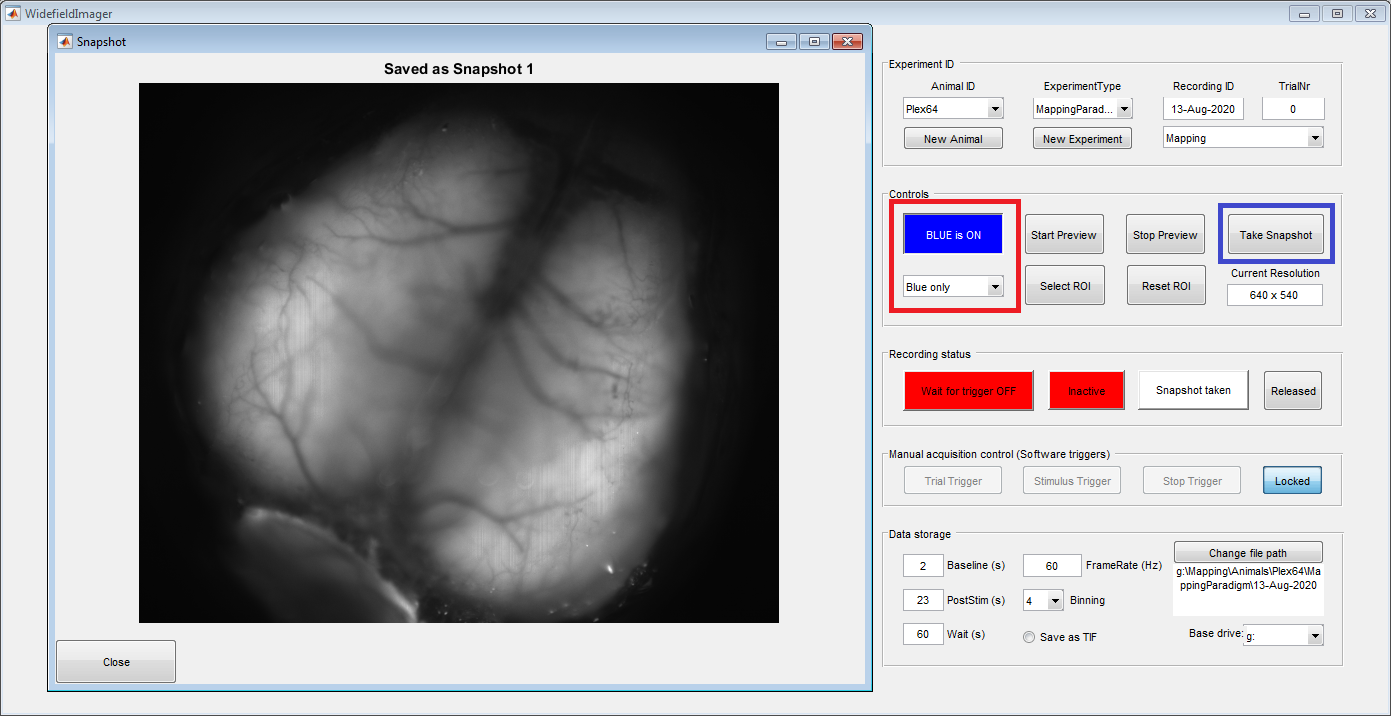 WidefieldImager
Snapshot
Saved as Snapshot 1
Close
Experiment ID
Animal ID
ExperimentType
Recording ID
TrialNr
Plex64
MappingParad...
13-Aug-2020
0
New Animal
New Experiment
Mapping
Controls
BLUE is ON
Start Preview
Stop Preview
Take Snapshot
Blue only
Select ROI
Reset ROI
Current Resolution
640 x 540
Recording status
Wait for trigger OFF
Inactive
Snapshot taken
Released
Manual acquisition control (Software triggers)
Trial Trigger
Stimulus Trigger
Stop Trigger
Locked
Data storage
2
Baseline (s)
60
FrameRate (Hz)
Change file path
g:\Mapping\Animals\Plex64\Ma
ppingParadigm\13-Aug-2020
23
PostStim (s)
4
Binning
60
Wait (s)
Save as TIF
Base drive:
g: